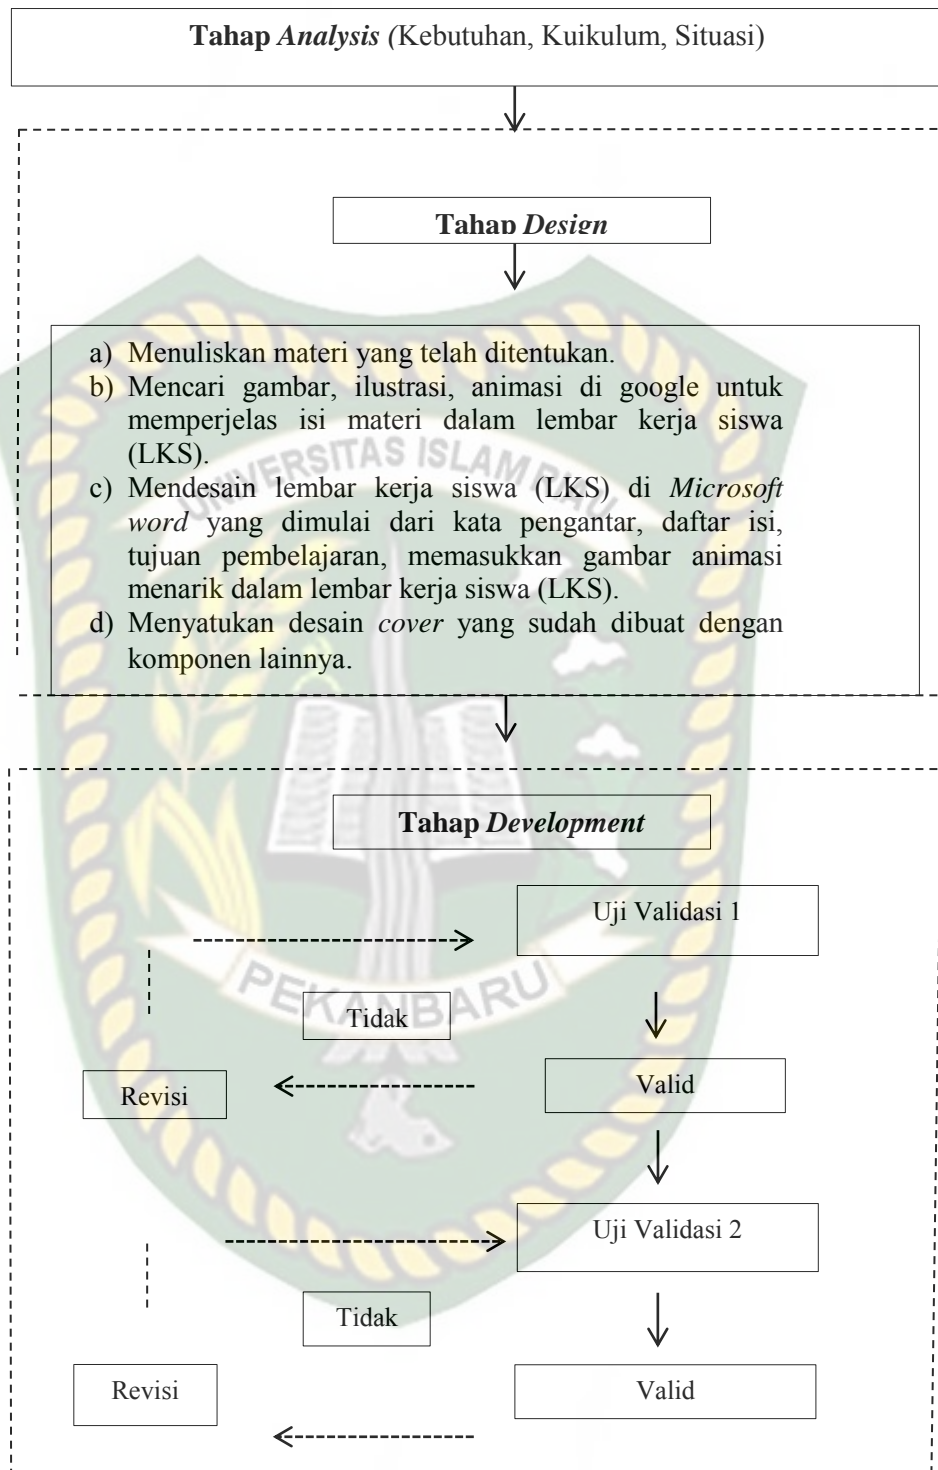 Tahap Analysis (Kebutuhan, Kuikulum, Situasi)
Tahap Design
a) Menuliskan materi yang telah ditentukan.
b) Mencari gambar, ilustrasi, animasi di google untuk
memperjelas isi materi dalam lembar kerja siswa
(LKS).
UNIVERSITAS ISLAM RIAU
c) Mendesain lembar kerja siswa (LKS) di Microsoft
word yang dimulai dari kata pengantar, daftar isi,
tujuan pembelajaran, memasukkan gambar animasi
menarik dalam lembar kerja siswa (LKS).
d) Menyatukan desain cover yang sudah dibuat dengan
komponen lainnya.
Tahap Development
Uji Validasi 1
PEKANBARU
Tidak
Revisi
Valid
Uji Validasi 2
Tidak
Revisi
Valid